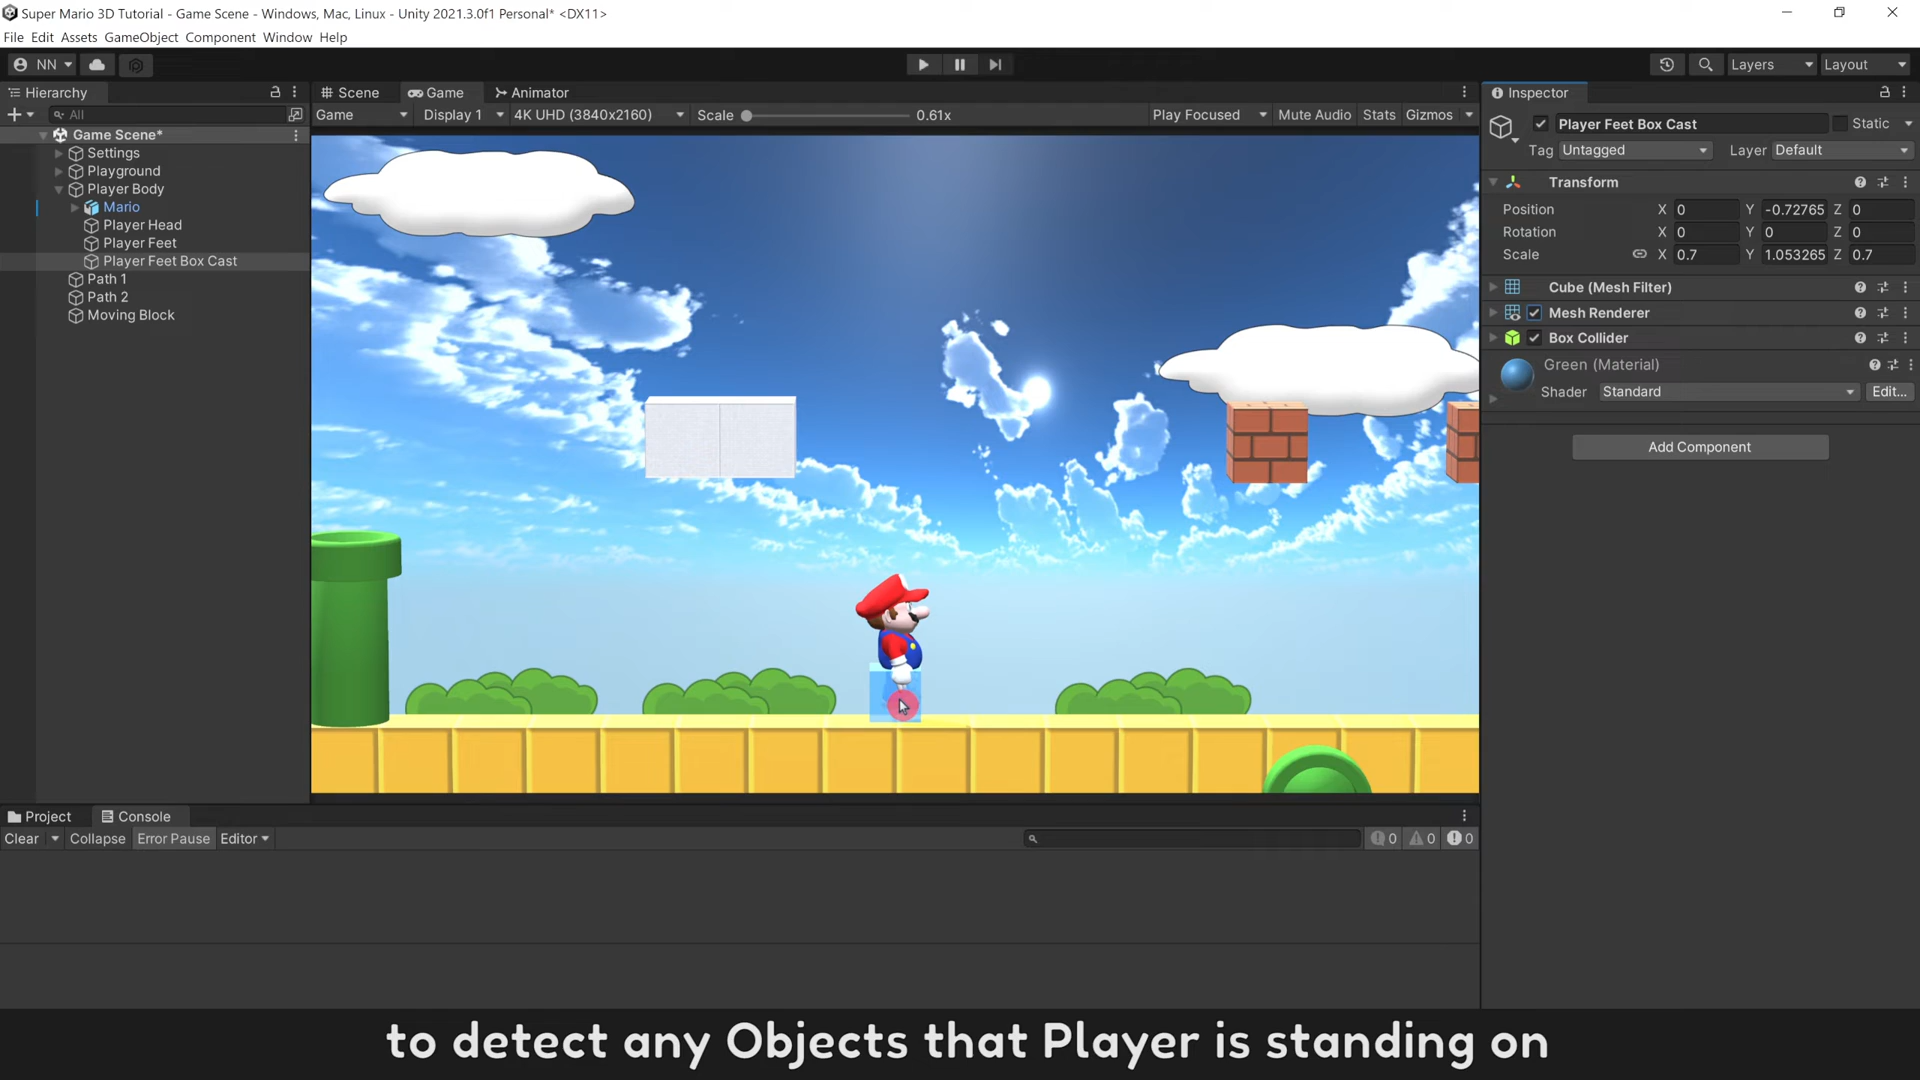 Super Mario 3D Tutorial - Game Scene - Windows, Mac, Linux - Unity 2021.3.0f1 Personal* <DX11>
File Edit Assets GameObject Component Window Help
NN
Layers
Layout
Hierarchy
All
Game Scene*
Settings
Playground
Player Body
Mario
Player Head
Player Feet
Player Feet Box Cast
Path 1
Path 2
Moving Block
Scene Game Animator
Game Display 1 4K UHD (3840x2160) Scale 0.61x Play Focused Mute Audio Stats Gizmos
Inspector
Player Feet Box Cast Static
Tag Untagged Layer Default
Transform
Position X 0 Y -0.72765 Z 0
Rotation X 0 Y 0 Z 0
Scale X 0.7 Y 1.053265 Z 0.7
Cube (Mesh Filter)
Mesh Renderer
Box Collider
Green (Material)
Shader Standard Edit...
Add Component
Project Console
Clear Collapse Error Pause Editor 0 0 0
to detect any Objects that Player is standing on